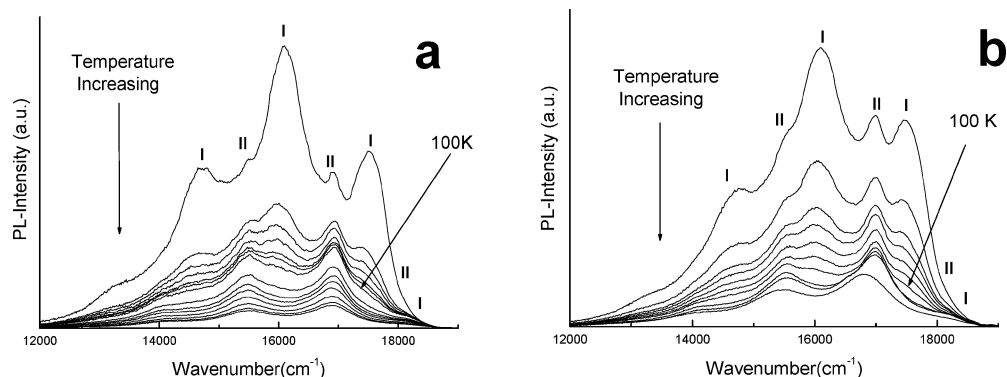 a
I
Temperature
Increasing
PL-Intensity (a.u.)
100K
I
II
II
I
II
I
12000
14000
16000
18000
Wavenumber(cm-1)
b
I
Temperature
Increasing
PL-Intensity (a.u.)
100 K
II
II
I
I
II
I
12000
14000
16000
18000
Wavenumber(cm-1)